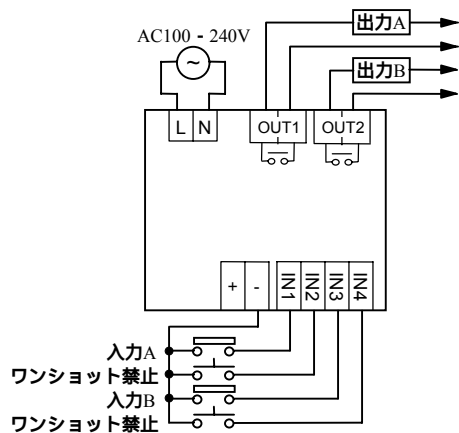 AC100 - 240V
~
出力A
出力B
L N
OUT1
OUT2
+ -
IN1
IN2
IN3
IN4
入力A
ワンショット禁止
入力B
ワンショット禁止